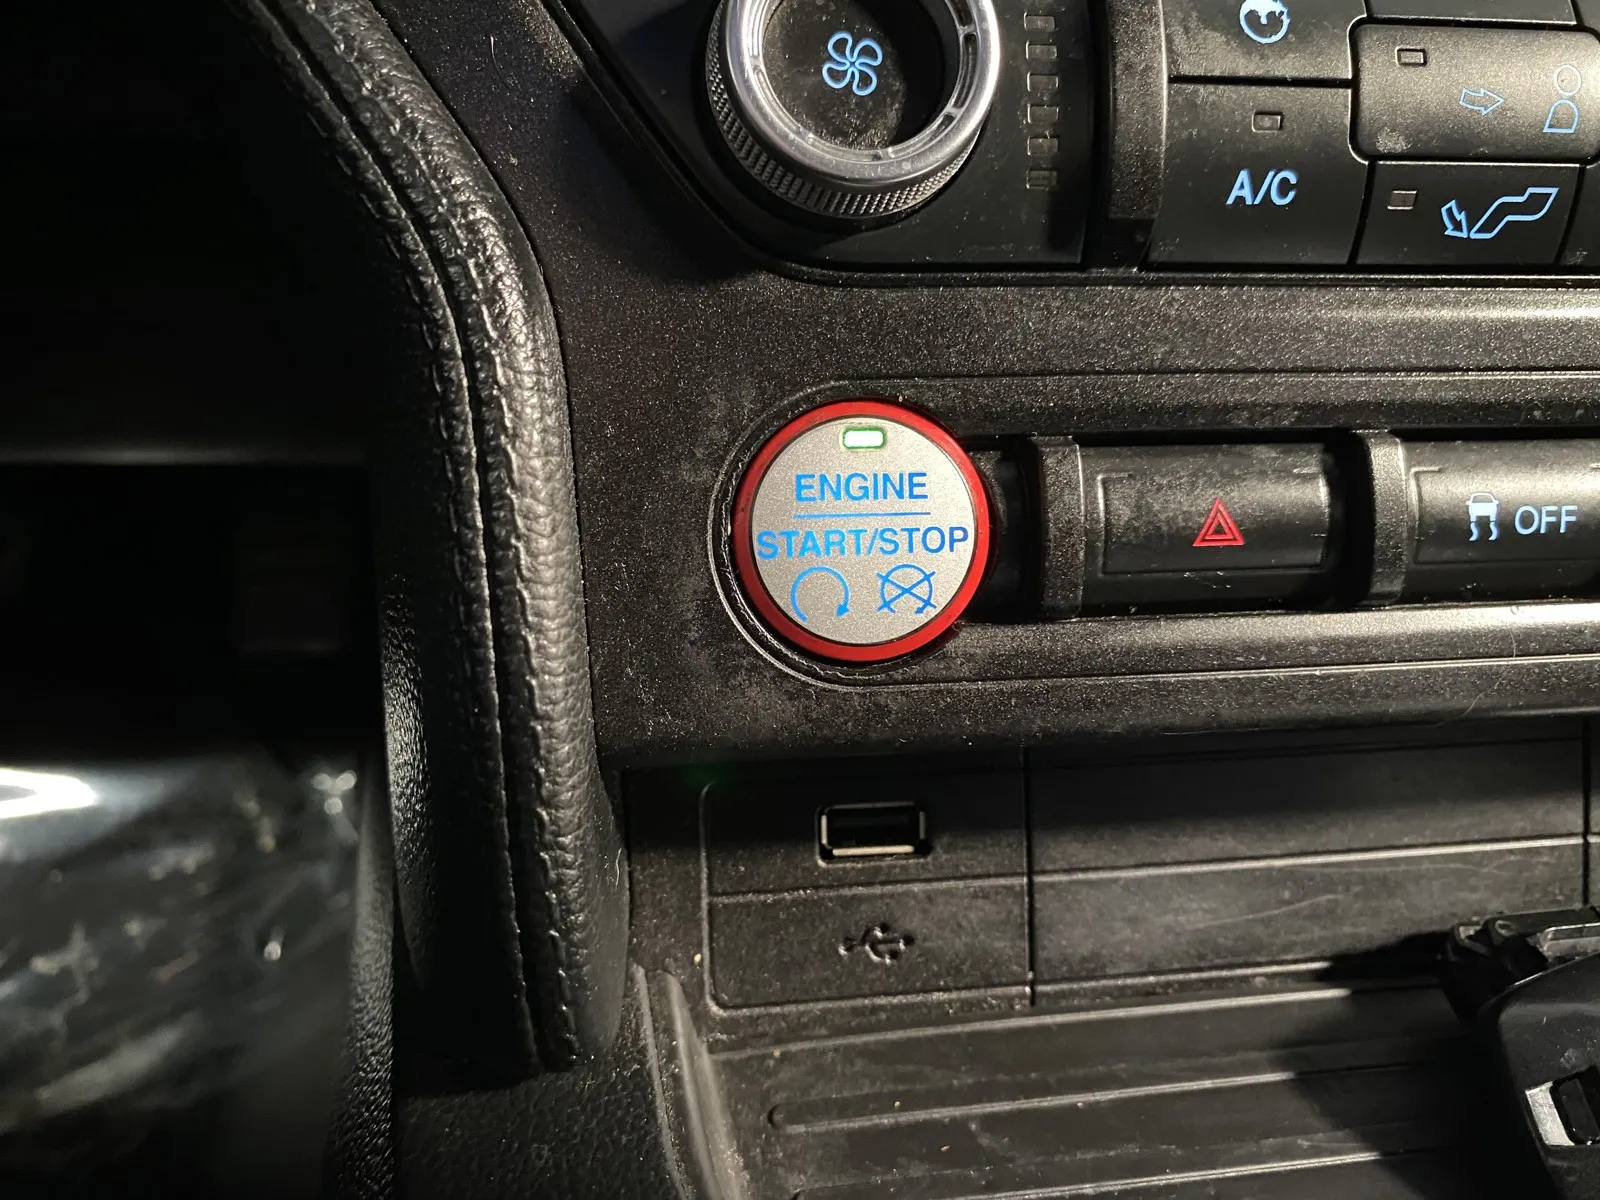 A/C
ENGINE
START/STOP
OFF